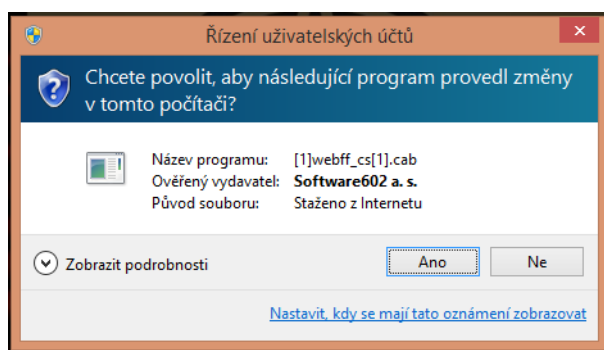 Řízení uživatelských účtů
Chcete povolit, aby následující program provedl změny
v tomto počítači?
Název programu: [1]webff_cs[1].cab
Ověřený vydavatel: Software602 a. s.
Původ souboru: Staženo z Internetu
Zobrazit podrobnosti
Ano
Ne
Nastavit, kdy se mají tato oznámení zobrazovat